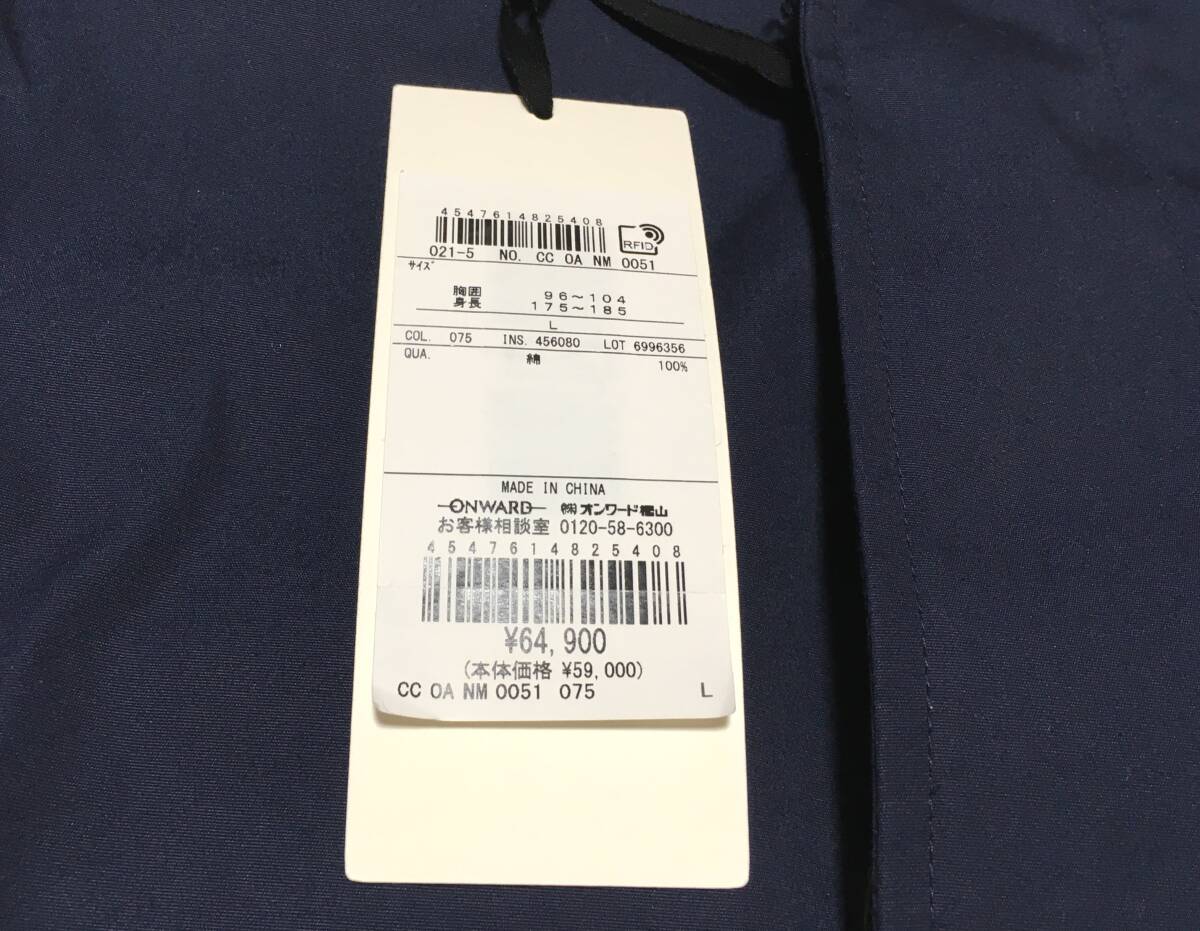 4547614825408
RFID
021-5 NO. CC OA NM 0051
サイズ
胸囲 96～104
身長 175～185
L
COL. 075 INS. 456080 LOT 6996356
QUA. 綿 100%
MADE IN CHINA
ONWARD ㈱オンワード樫山
お客様相談室 0120-58-6300
4547614825408
¥64,900
(本体価格 ¥59,000)
CC OA NM 0051 075 L